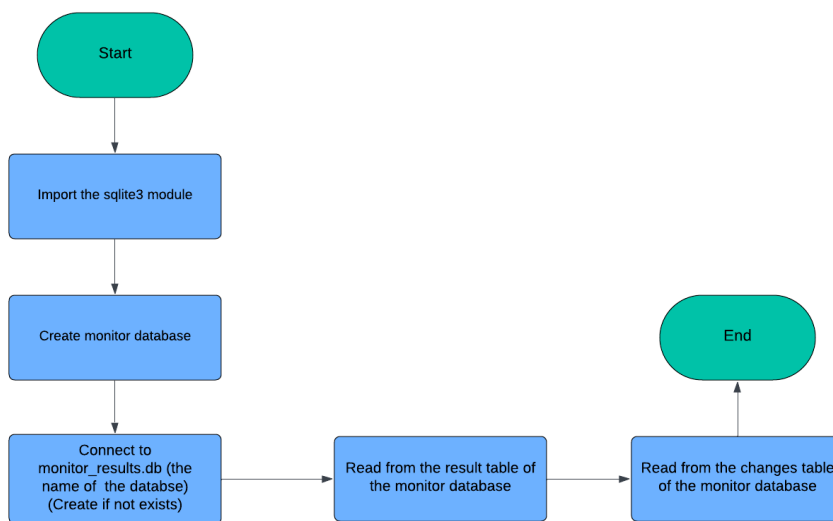 Start
Import the sqlite3 module
Create monitor database
Connect to
monitor_results.db (the
name of  the databse)
(Create if not exists)
Read from the result table of
the monitor database
Read from the changes table
of the monitor database
End